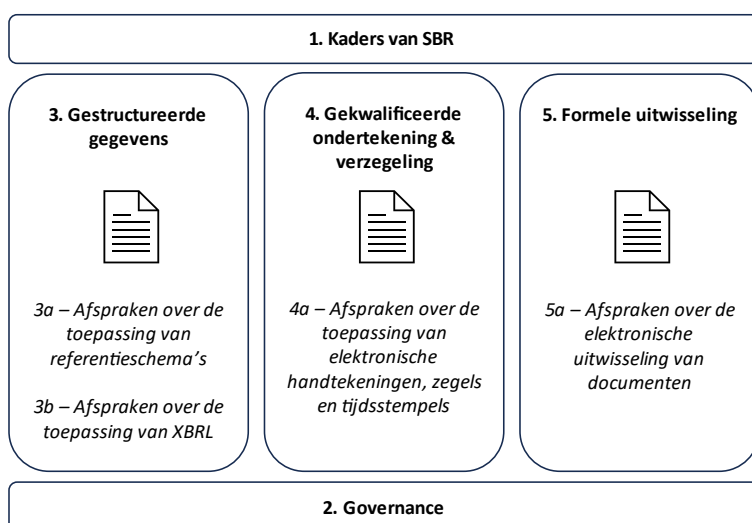 1. Kaders van SBR
3. Gestructureerde
gegevens
3a – Afspraken over de
toepassing van
referentieschema's
3b – Afspraken over de
toepassing van XBRL
4. Gekwalificeerde
ondertekening &
verzegeling
4a – Afspraken over de
toepassing van
elektronische
handtekeningen, zegels
en tijdsstempels
5. Formele uitwisseling
5a – Afspraken over de
elektronische
uitwisseling van
documenten
2. Governance